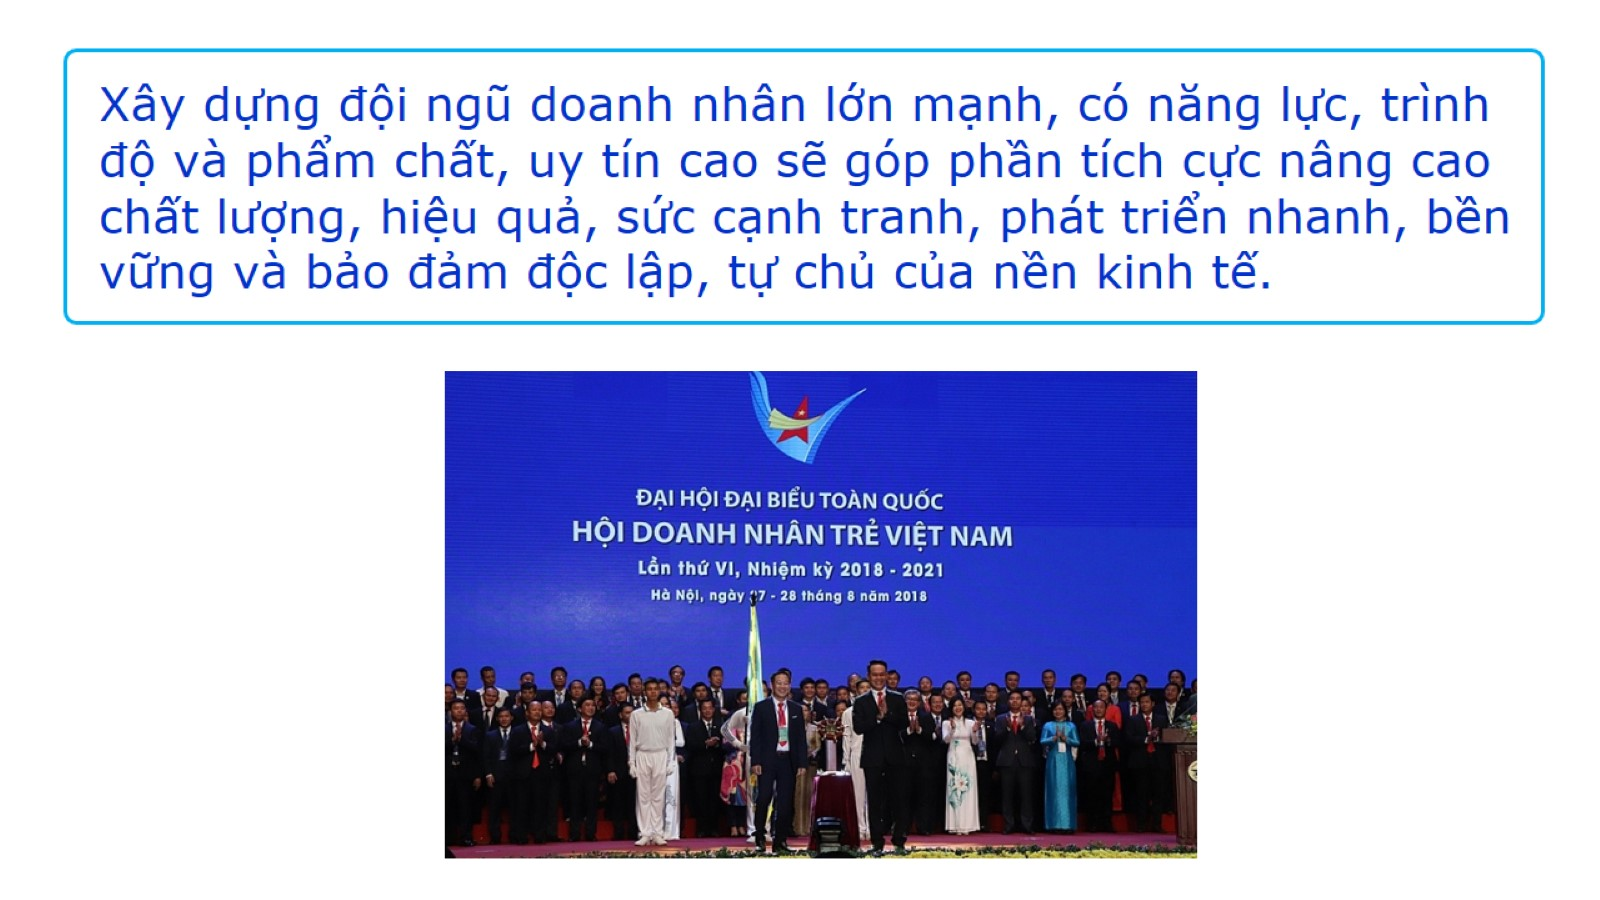 Xây dựng đội ngũ doanh nhân lớn mạnh, có năng lực, trình
độ và phẩm chất, uy tín cao sẽ góp phần tích cực nâng cao
chất lượng, hiệu quả, sức cạnh tranh, phát triển nhanh, bền
vững và bảo đảm độc lập, tự chủ của nền kinh tế.
ĐẠI HỘI ĐẠI BIỂU TOÀN QUỐC
HỘI DOANH NHÂN TRẺ VIỆT NAM
Lần thứ VI, Nhiệm kỳ 2018 - 2021
Hà Nội, ngày - 28 tháng 8 năm 2018